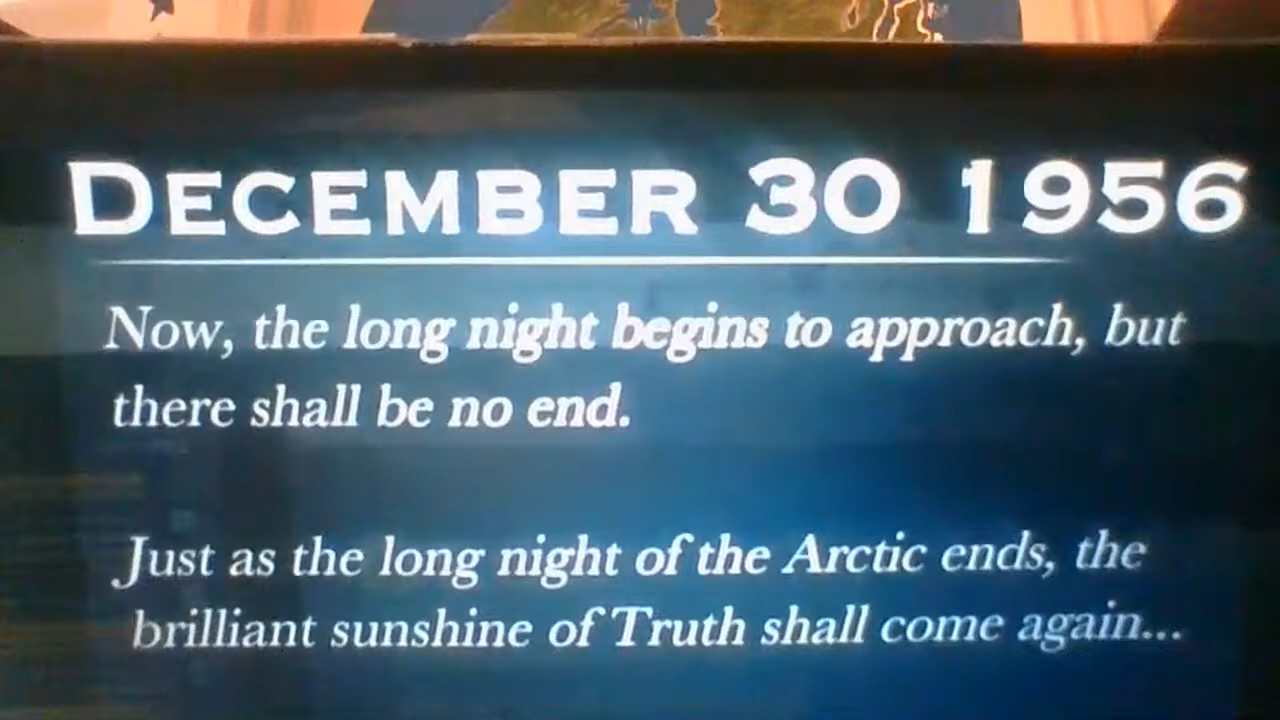 DECEMBER 30 1956
Now, the long night begins to approach, but
there shall be no end.
Just as the long night of the Arctic ends, the
brilliant sunshine of Truth shall come again...